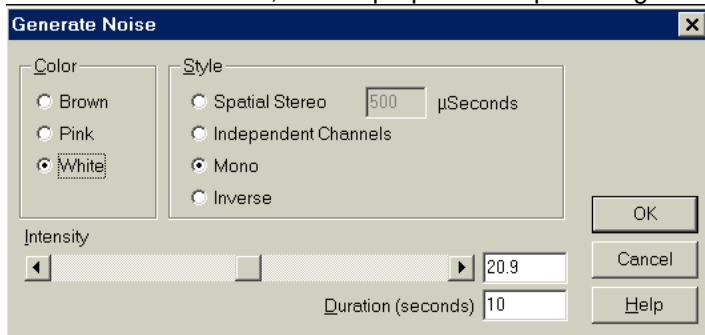 Generate Noise
Color
Style
Brown
Spatial Stereo 500 µSeconds
Pink
Independent Channels
White
Mono
Inverse
OK
Intensity
20.9
Cancel
Duration (seconds) 10
Help